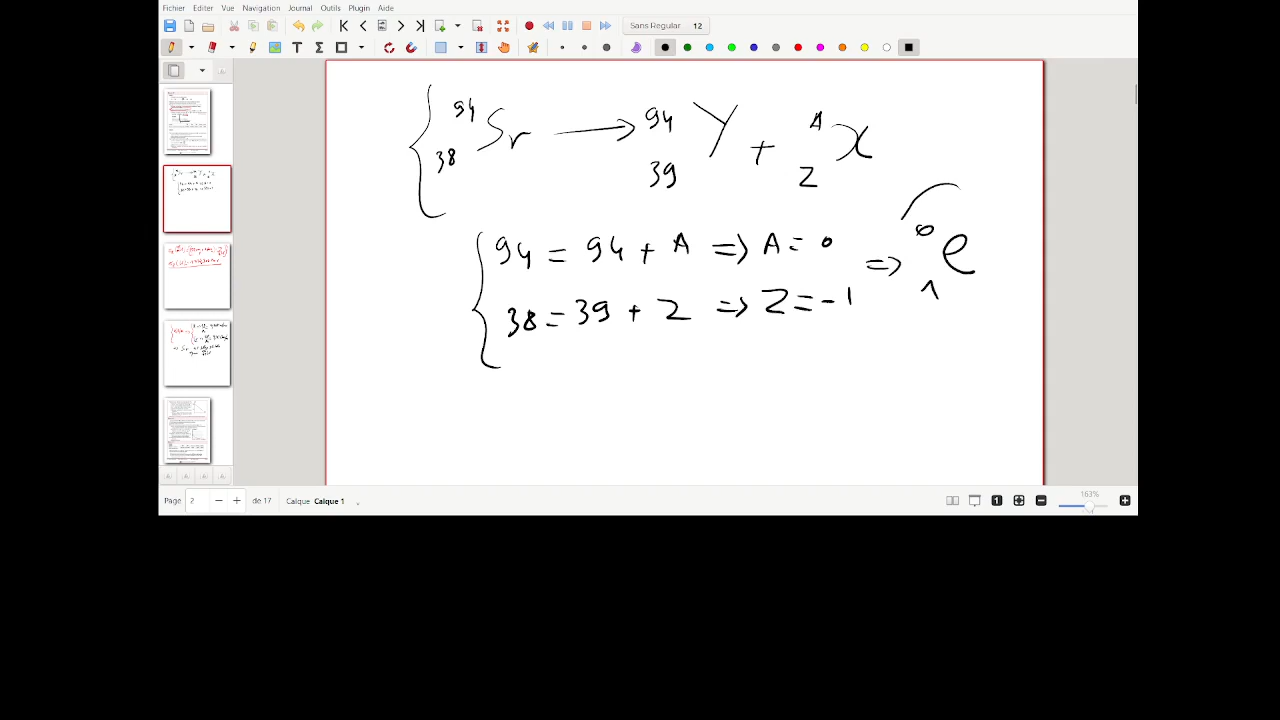 Fichier Editer Vue Navigation Journal Outils Plugin Aide
Sans Regular 12
94 38 Sr → 94 39 Y + A Z X
94 = 94 + A => A = 0
38 = 39 + Z => Z = -1
=> 0 1 e
Page 2 de 17 Calque Calque 1 163%